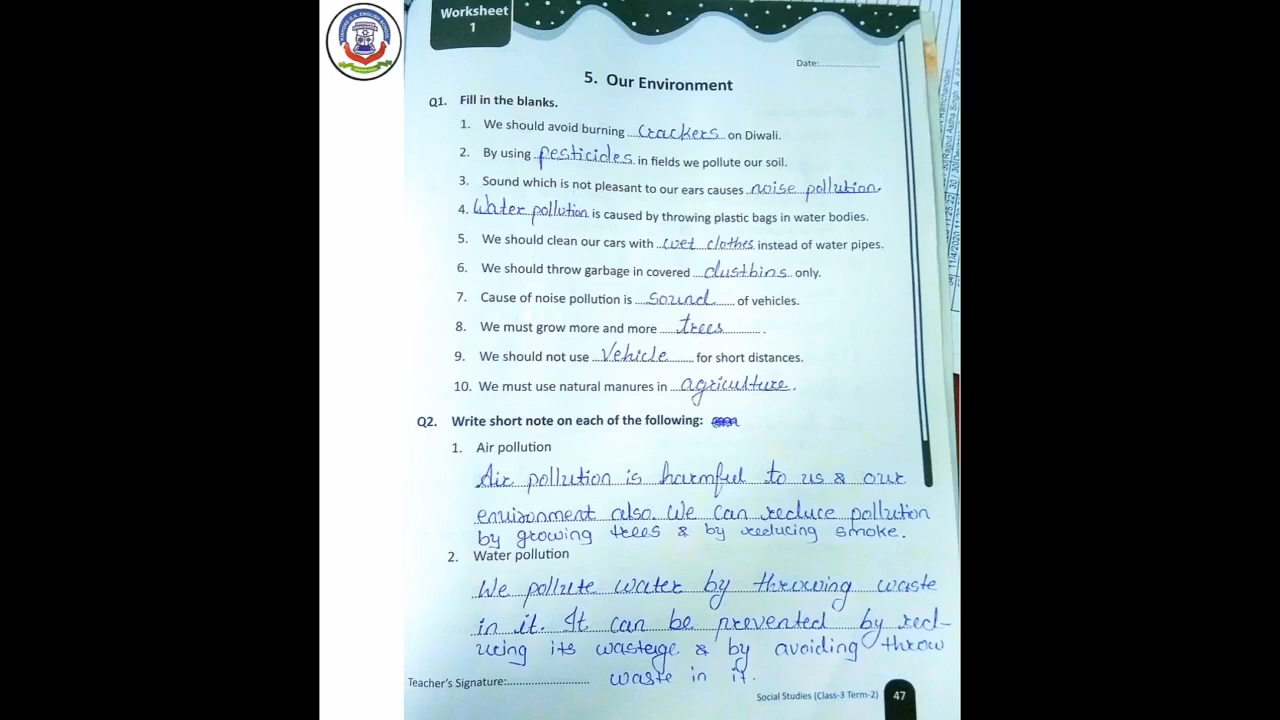 Worksheet
1
Date:....................
5. Our Environment
Q1. Fill in the blanks.
1. We should avoid burning ...crackers... on Diwali.
2. By using pesticides in fields we pollute our soil.
3. Sound which is not pleasant to our ears causes noise pollution.
4. Water pollution is caused by throwing plastic bags in water bodies.
5. We should clean our cars with wet clothes instead of water pipes.
6. We should throw garbage in covered dustbins only.
7. Cause of noise pollution is sound of vehicles.
8. We must grow more and more trees.
9. We should not use Vehicle for short distances.
10. We must use natural manures in agriculture.
Q2. Write short note on each of the following:
1. Air pollution
Air pollution is harmful to us & our
enuironment also. We can reduce pollution
by growing trees & by reducing smoke.
2. Water pollution
We pollute water by throwing waste
in it. It can be prevented by red-
ucing its wastage & by avoiding throw
waste in it.
Teacher's Signature:........................
Social Studies (Class-3 Term-2) 47